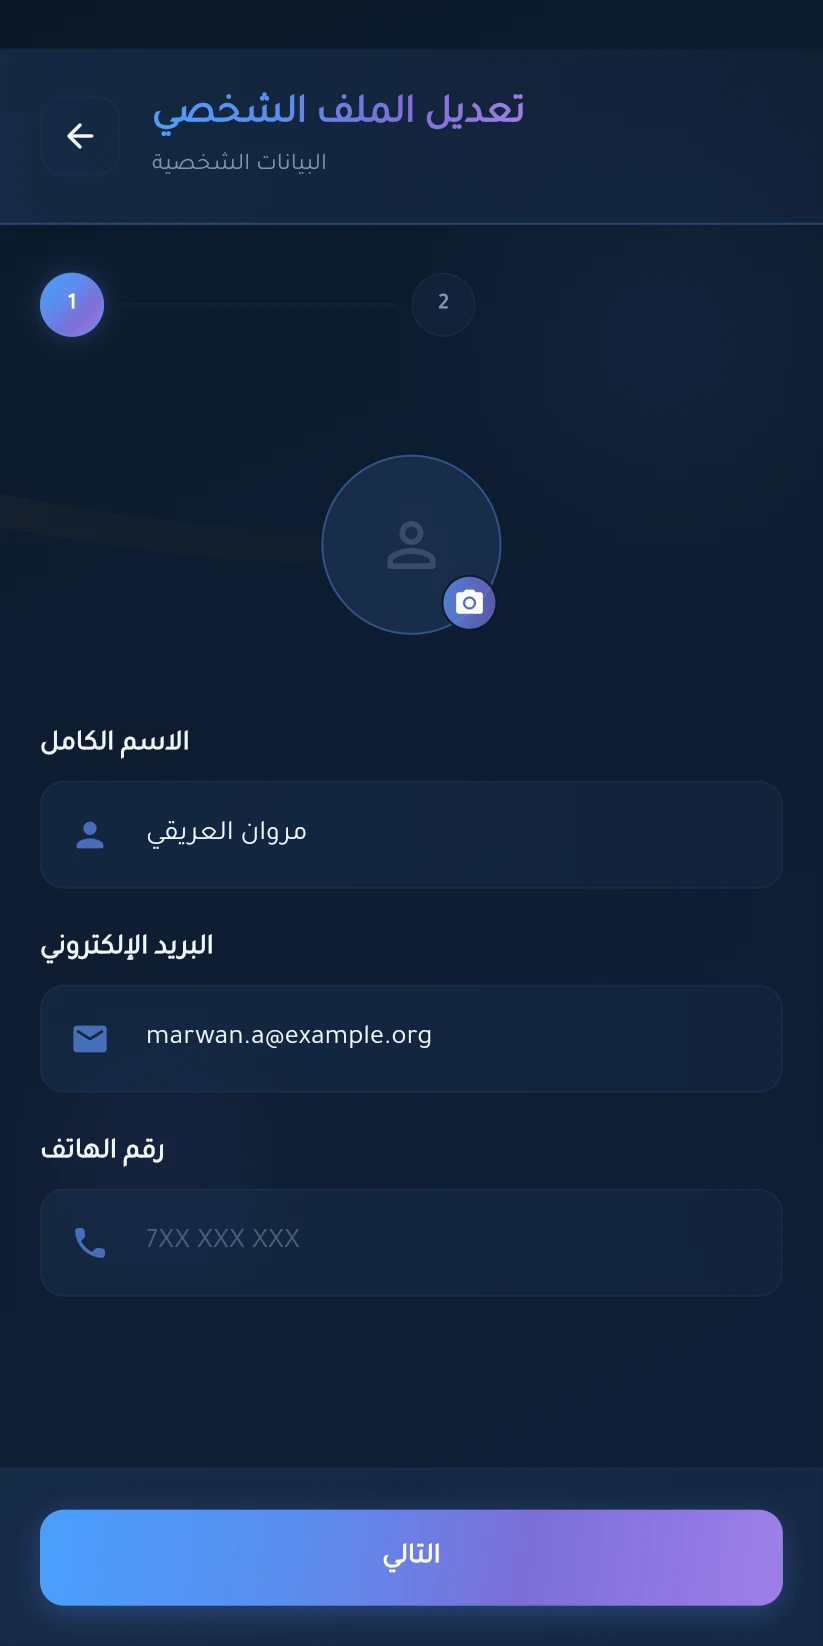 تعديل الملف الشخصي
البيانات الشخصية
1
2
الاسم الكامل
مروان العريقي
البريد الإلكتروني
marwan.a@example.org
رقم الهاتف
7XX XXX XXX
التالي